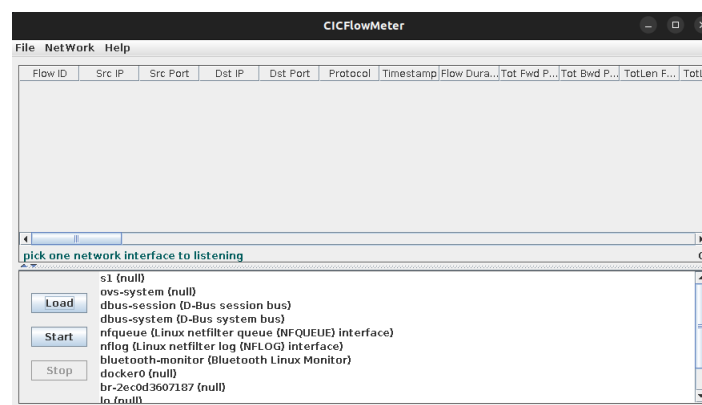 CICFlowMeter
File NetWork Help
Flow ID Src IP Src Port Dst IP Dst Port Protocol Timestamp Flow Dura... Tot Fwd P... Tot Bwd P... TotLen F... TotL
pick one network interface to listening
s1 (null)
ovs-system (null)
Load
dbus-session (D-Bus session bus)
dbus-system (D-Bus system bus)
Start
nfqueue (Linux netfilter queue (NFQUEUE) interface)
nflog (Linux netfilter log (NFLOG) interface)
bluetooth-monitor (Bluetooth Linux Monitor)
Stop
docker0 (null)
br-2ec0d3607187 (null)
lo (null)